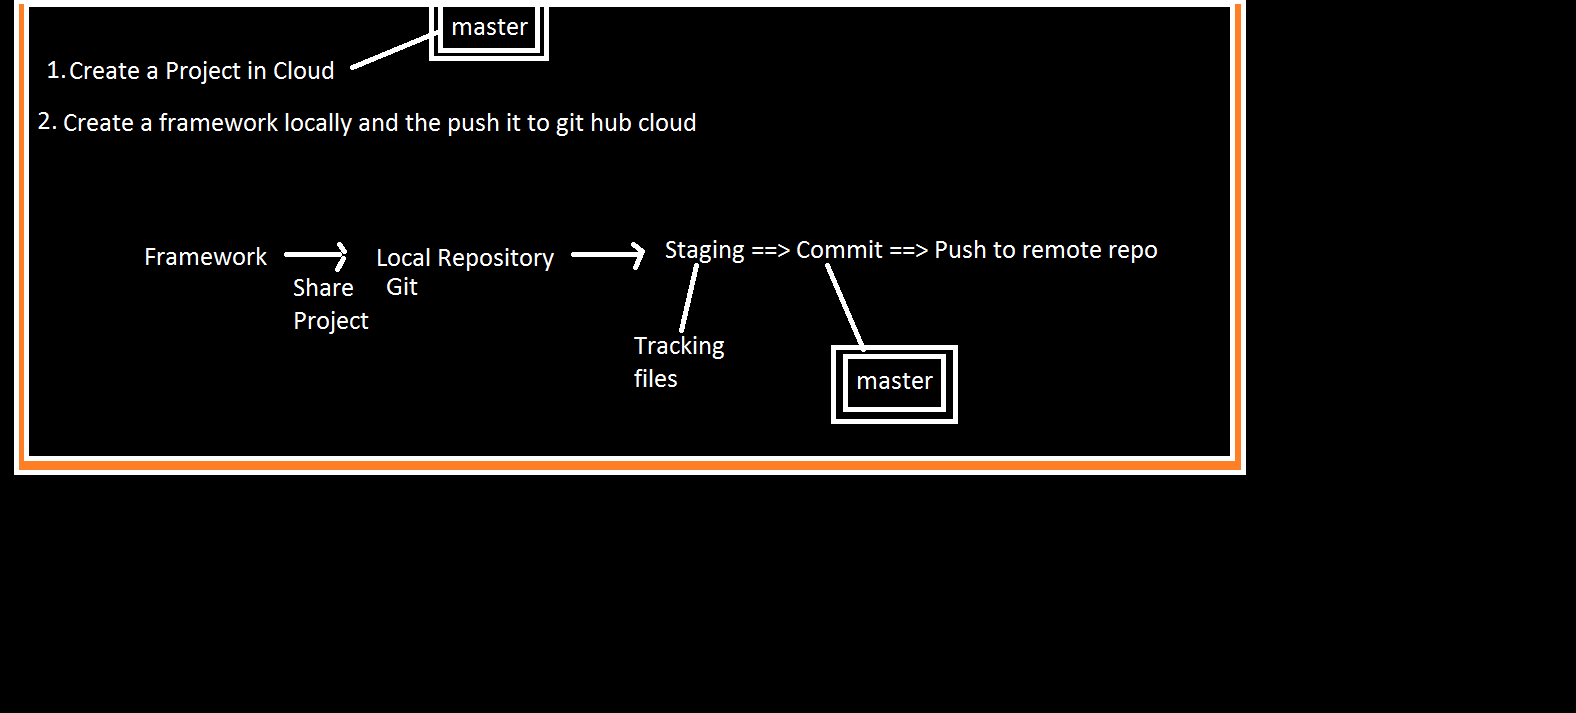 master
1. Create a Project in Cloud
2. Create a framework locally and the push it to git hub cloud
Framework
Share
Project
Local Repository
Git
Staging ==> Commit ==> Push to remote repo
Tracking
files
master